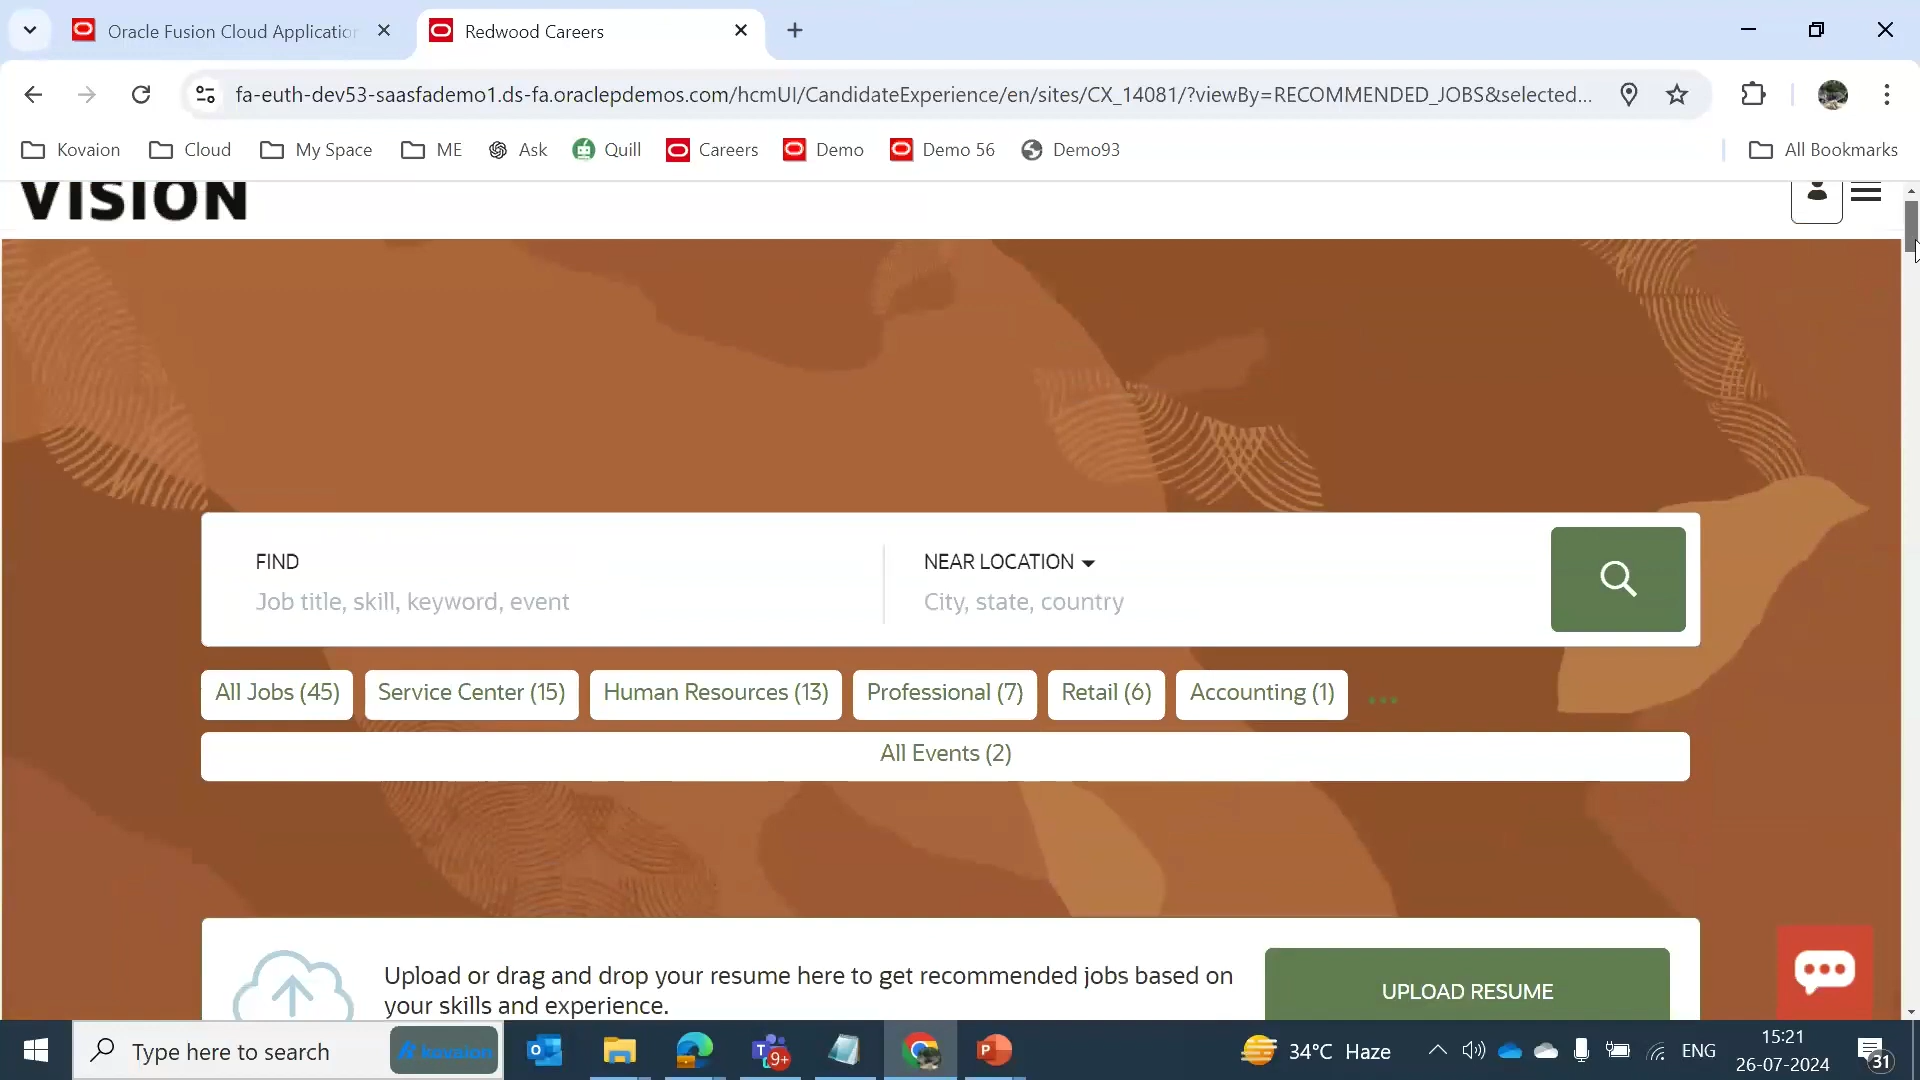 Oracle Fusion Cloud Application
Redwood Careers
fa-euth-dev53-saasfademo1.ds-fa.oraclepdemos.com/hcmUI/CandidateExperience/en/sites/CX_14081/?viewBy=RECOMMENDED_JOBS&selected...
Kovaion
Cloud
My Space
ME
Ask
Quill
Careers
Demo
Demo 56
Demo93
All Bookmarks
VISION
FIND
NEAR LOCATION
Job title, skill, keyword, event
City, state, country
All Jobs (45)
Service Center (15)
Human Resources (13)
Professional (7)
Retail (6)
Accounting (1)
...
All Events (2)
Upload or drag and drop your resume here to get recommended jobs based on
your skills and experience.
UPLOAD RESUME
Type here to search
kovaion
9+
34°C Haze
ENG
15:21
26-07-2024
31